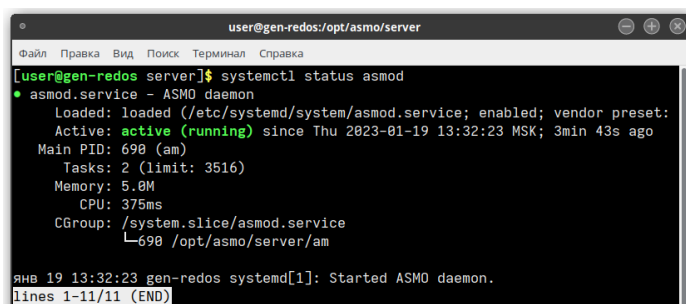 user@gen-redos:/opt/asmo/server
Файл Правка Вид Поиск Терминал Справка
[user@gen-redos server]$ systemctl status asmod
● asmod.service - ASMO daemon
Loaded: loaded (/etc/systemd/system/asmod.service; enabled; vendor preset:
Active: active (running) since Thu 2023-01-19 13:32:23 MSK; 3min 43s ago
Main PID: 690 (am)
Tasks: 2 (limit: 3516)
Memory: 5.0M
CPU: 375ms
CGroup: /system.slice/asmod.service
└─690 /opt/asmo/server/am
янв 19 13:32:23 gen-redos systemd[1]: Started ASMO daemon.
lines 1-11/11 (END)